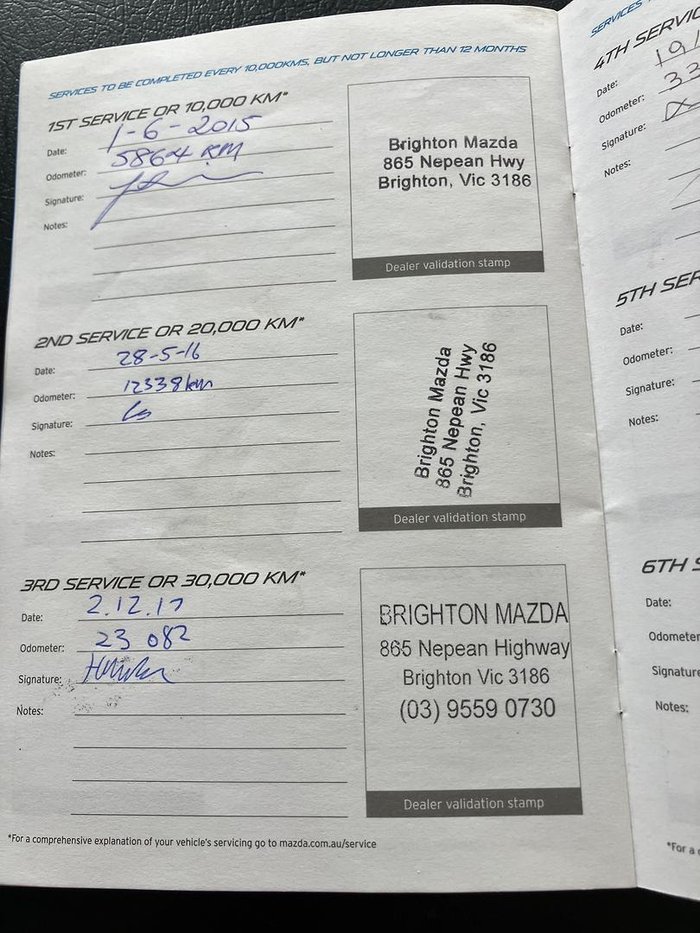 SERVICES TO BE COMPLETED EVERY 10,000KMS, BUT NOT LONGER THAN 12 MONTHS
1ST SERVICE OR 10,000 KM*
Date: 1-6-2015
Odometer: 5864 KM
Signature:
Notes:
Brighton Mazda
865 Nepean Hwy
Brighton, Vic 3186
Dealer validation stamp
2ND SERVICE OR 20,000 KM*
Date: 28-5-16
Odometer: 12338km
Signature:
Notes:
Brighton Mazda
865 Nepean Hwy
Brighton, Vic 3186
Dealer validation stamp
3RD SERVICE OR 30,000 KM*
Date: 2.12.17
Odometer: 23 082
Signature:
Notes:
BRIGHTON MAZDA
865 Nepean Highway
Brighton Vic 3186
(03) 9559 0730
Dealer validation stamp
*For a comprehensive explanation of your vehicle's servicing go to mazda.com.au/service
SERVICES
4TH SERVIC
Date:
Odometer:
Signature:
Notes:
5TH SER
Date:
Odometer:
Signature:
Notes:
6TH
Date:
Odometer
Signature
Notes:
*For a